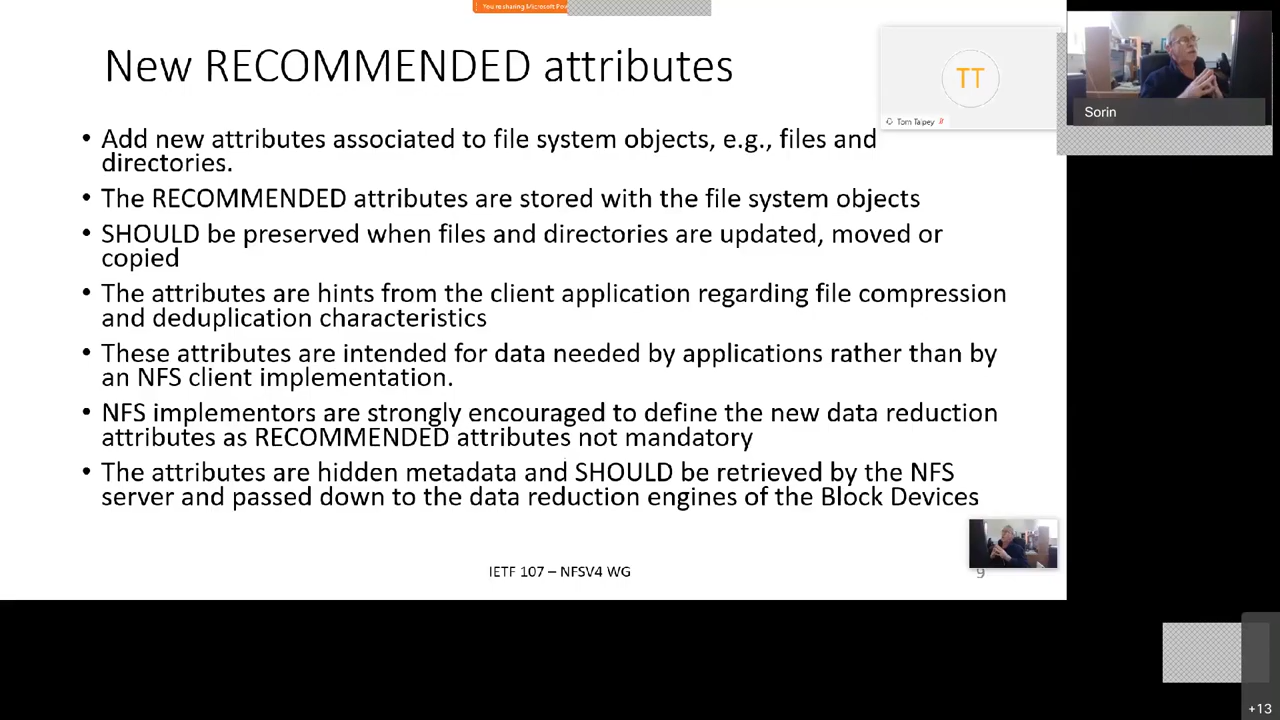 You're sharing Microsoft Pow
New RECOMMENDED attributes
TT
Tom Talpey
Sorin
• Add new attributes associated to file system objects, e.g., files and
directories.
• The RECOMMENDED attributes are stored with the file system objects
• SHOULD be preserved when files and directories are updated, moved or
copied
• The attributes are hints from the client application regarding file compression
and deduplication characteristics
• These attributes are intended for data needed by applications rather than by
an NFS client implementation.
• NFS implementors are strongly encouraged to define the new data reduction
attributes as RECOMMENDED attributes not mandatory
• The attributes are hidden metadata and SHOULD be retrieved by the NFS
server and passed down to the data reduction engines of the Block Devices
IETF 107 – NFSV4 WG
9
+13